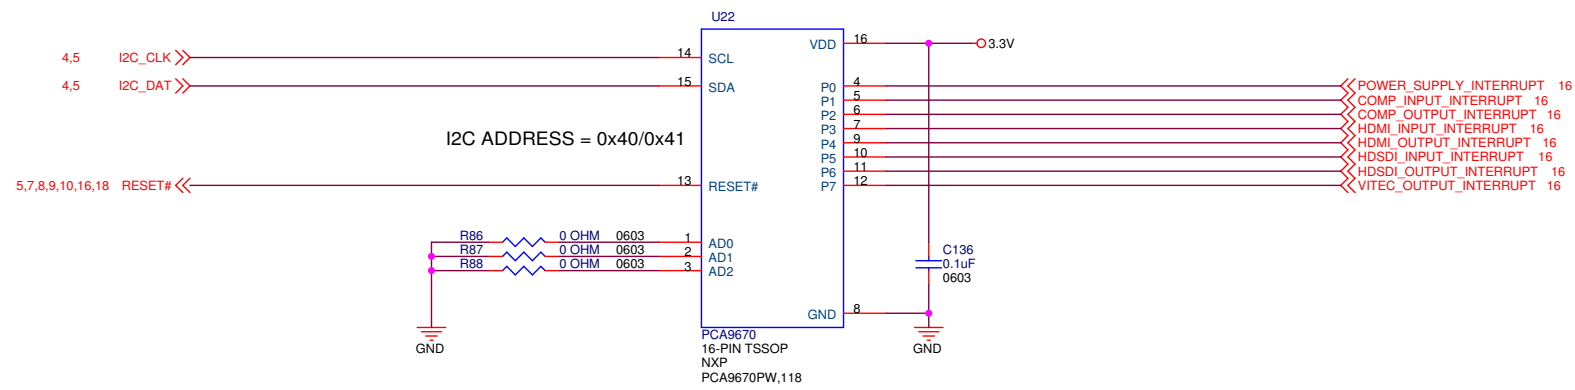 U22
4,5 I2C_CLK 14 SCL VDD 16 3.3V
4,5 I2C_DAT 15 SDA P0 4 POWER_SUPPLY_INTERRUPT 16
P1 5 COMP_INPUT_INTERRUPT 16
P2 6 COMP_OUTPUT_INTERRUPT 16
P3 7 HDMI_INPUT_INTERRUPT 16
I2C ADDRESS = 0x40/0x41 P4 9 HDMI_OUTPUT_INTERRUPT 16
P5 10 HDSDI_INPUT_INTERRUPT 16
P6 11 HDSDI_OUTPUT_INTERRUPT 16
5,7,8,9,10,16,18 RESET# 13 RESET# P7 12 VITEC_OUTPUT_INTERRUPT 16
R86 0 OHM 0603 1 AD0
R87 0 OHM 0603 2 AD1
R88 0 OHM 0603 3 AD2
C136
0.1uF
0603
GND 8
GND
GND
PCA9670
16-PIN TSSOP
NXP
PCA9670PW,118